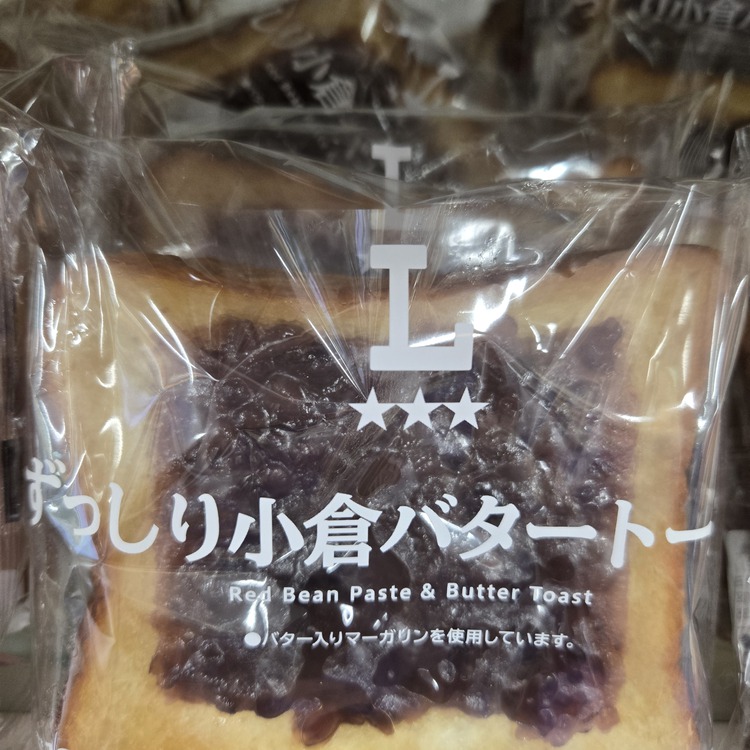 L
★★★
ずっしり小倉バタートー
Red Bean Paste & Butter Toast
●バター入りマーガリンを使用しています。